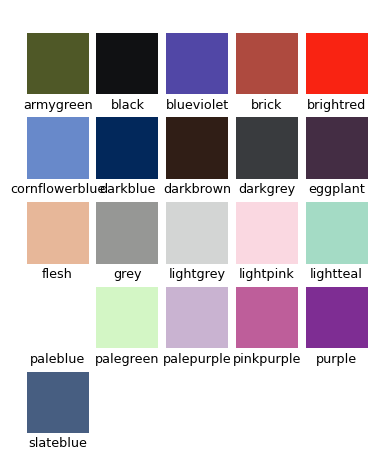 armygreen black blueviolet brick brightred
cornflowerblue darkblue darkbrown darkgrey eggplant
flesh grey lightgrey lightpink lightteal
paleblue palegreen palepurple pinkpurple purple
slateblue